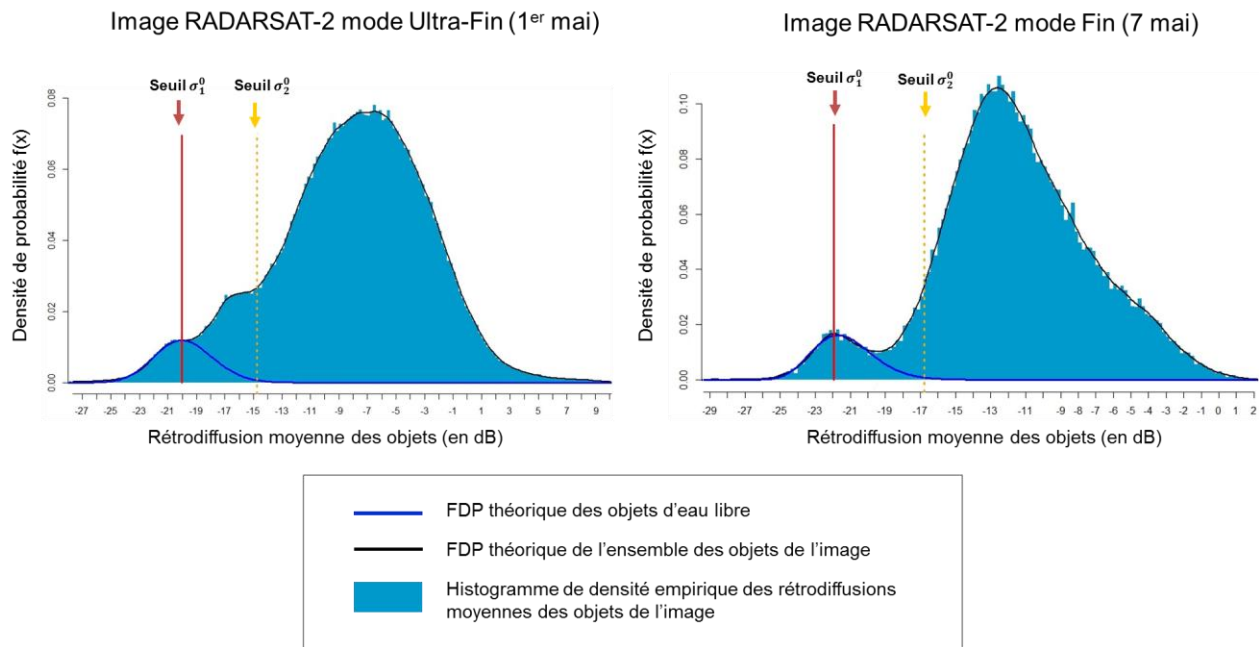 Image RADARSAT-2 mode Ultra-Fin (1er mai)
Seuil σ₁⁰
Seuil σ₂⁰
Densité de probabilité f(x)
0.08
0.06
0.04
0.02
0.00
-27 -25 -23 -21 -19 -17 -15 -13 -11 -9 -7 -5 -3 -1 1 3 5 7 9
Rétrodiffusion moyenne des objets (en dB)
Image RADARSAT-2 mode Fin (7 mai)
Seuil σ₁⁰
Seuil σ₂⁰
Densité de probabilité f(x)
0.10
0.08
0.06
0.04
0.02
0.00
-29 -27 -25 -23 -21 -19 -17 -15 -13 -11 -9 -8 -7 -6 -5 -4 -3 -2 -1 0 1 2
Rétrodiffusion moyenne des objets (en dB)
FDP théorique des objets d'eau libre
FDP théorique de l'ensemble des objets de l'image
Histogramme de densité empirique des rétrodiffusions
moyennes des objets de l'image